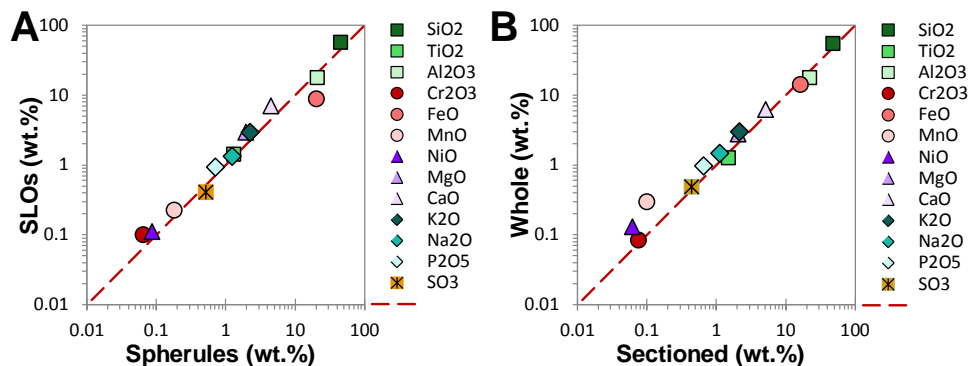 A
SLOs (wt.%)
100
10
1
0.1
0.01
0.01 0.1 1 10 100
Spherules (wt.%)
SiO2
TiO2
Al2O3
Cr2O3
FeO
MnO
NiO
MgO
CaO
K2O
Na2O
P2O5
SO3
B
Whole (wt.%)
100
10
1
0.1
0.01
0.01 0.1 1 10 100
Sectioned (wt.%)
SiO2
TiO2
Al2O3
Cr2O3
FeO
MnO
NiO
MgO
CaO
K2O
Na2O
P2O5
SO3